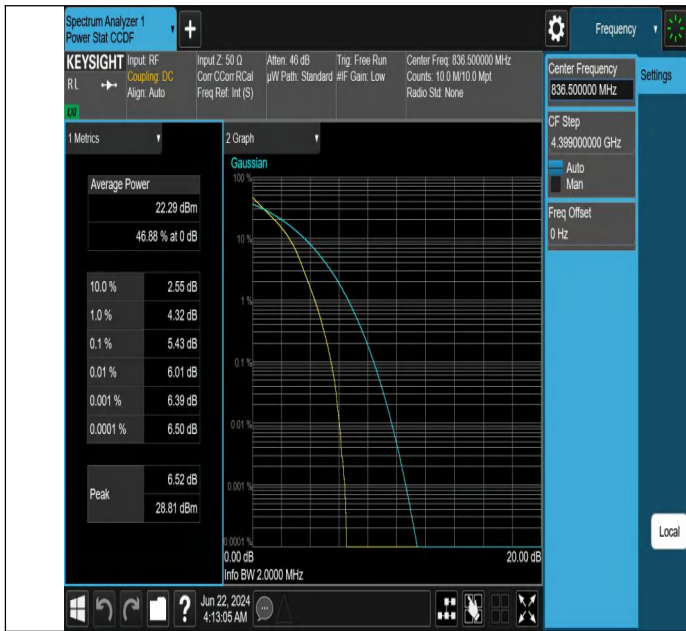 Spectrum Analyzer 1
Power Stat CCDF
+
Frequency
KEYSIGHT
RL
LXI
Input: RF
Coupling: DC
Align: Auto
Input Z: 50 Ω
Corr CCorr RCal
Freq Ref: Int (S)
Atten: 46 dB
µW Path: Standard
Trig: Free Run
#IF Gain: Low
Center Freq: 836.500000 MHz
Counts: 10.0 M/10.0 Mpt
Radio Std: None
Center Frequency
836.500000 MHz
Settings
CF Step
4.399000000 GHz
Auto
Man
Freq Offset
0 Hz
1 Metrics
Average Power
22.29 dBm
46.88 % at 0 dB
10.0 % 2.55 dB
1.0 % 4.32 dB
0.1 % 5.43 dB
0.01 % 6.01 dB
0.001 % 6.39 dB
0.0001 % 6.50 dB
Peak
6.52 dB
28.81 dBm
2 Graph
Gaussian
100 %
10 %
1 %
0.1 %
0.01 %
0.001 %
0.0001 %
0.00 dB 20.00 dB
Info BW 2.0000 MHz
Local
?
Jun 22, 2024
4:13:05 AM